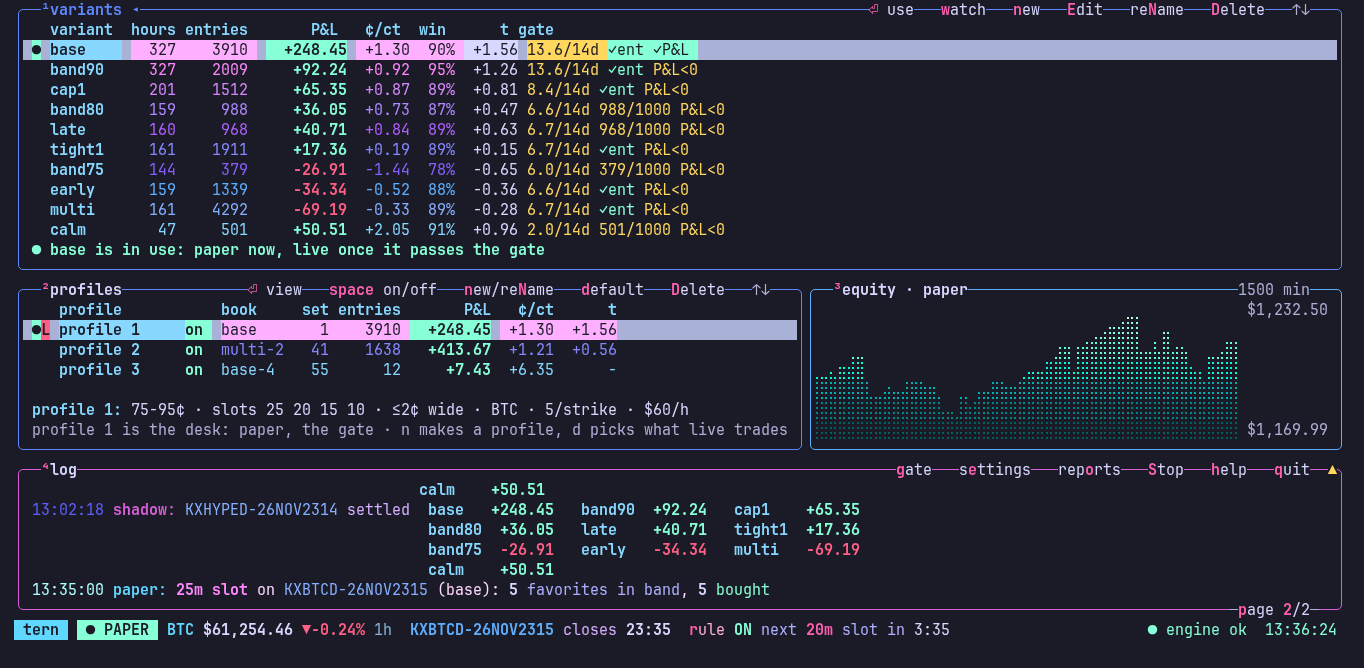 ¹variants ◂ ⏎ use watch new Edit reName Delete ↑↓
variant hours entries P&L ¢/ct win t gate
● base 327 3910 +248.45 +1.30 90% +1.56 13.6/14d ✓ent ✓P&L
band90 327 2009 +92.24 +0.92 95% +1.26 13.6/14d ✓ent P&L<0
cap1 201 1512 +65.35 +0.87 89% +0.81 8.4/14d ✓ent P&L<0
band80 159 988 +36.05 +0.73 87% +0.47 6.6/14d 988/1000 P&L<0
late 160 968 +40.71 +0.84 89% +0.63 6.7/14d 968/1000 P&L<0
tight1 161 1911 +17.36 +0.19 89% +0.15 6.7/14d ✓ent P&L<0
band75 144 379 -26.91 -1.44 78% -0.65 6.0/14d 379/1000 P&L<0
early 159 1339 -34.34 -0.52 88% -0.36 6.6/14d ✓ent P&L<0
multi 161 4292 -69.19 -0.33 89% -0.28 6.7/14d ✓ent P&L<0
calm 47 501 +50.51 +2.05 91% +0.96 2.0/14d 501/1000 P&L<0
● base is in use: paper now, live once it passes the gate
²profiles ⏎ view space on/off new/reName default Delete ↑↓
profile book set entries P&L ¢/ct t
●L profile 1 on base 1 3910 +248.45 +1.30 +1.56
profile 2 on multi-2 41 1638 +413.67 +1.21 +0.56
profile 3 on base-4 55 12 +7.43 +6.35 -
profile 1: 75-95¢ · slots 25 20 15 10 · ≤2¢ wide · BTC · 5/strike · $60/h
profile 1 is the desk: paper, the gate · n makes a profile, d picks what live trades
³equity · paper 1500 min
$1,232.50
$1,169.99
⁴log gate settings reports Stop help quit ▲
calm +50.51
13:02:18 shadow: KXHYPED-26NOV2314 settled base +248.45 band90 +92.24 cap1 +65.35
band80 +36.05 late +40.71 tight1 +17.36
band75 -26.91 early -34.34 multi -69.19
calm +50.51
13:35:00 paper: 25m slot on KXBTCD-26NOV2315 (base): 5 favorites in band, 5 bought
page 2/2
tern ● PAPER BTC $61,254.46 ▼-0.24% 1h KXBTCD-26NOV2315 closes 23:35 rule ON next 20m slot in 3:35 ● engine ok 13:36:24